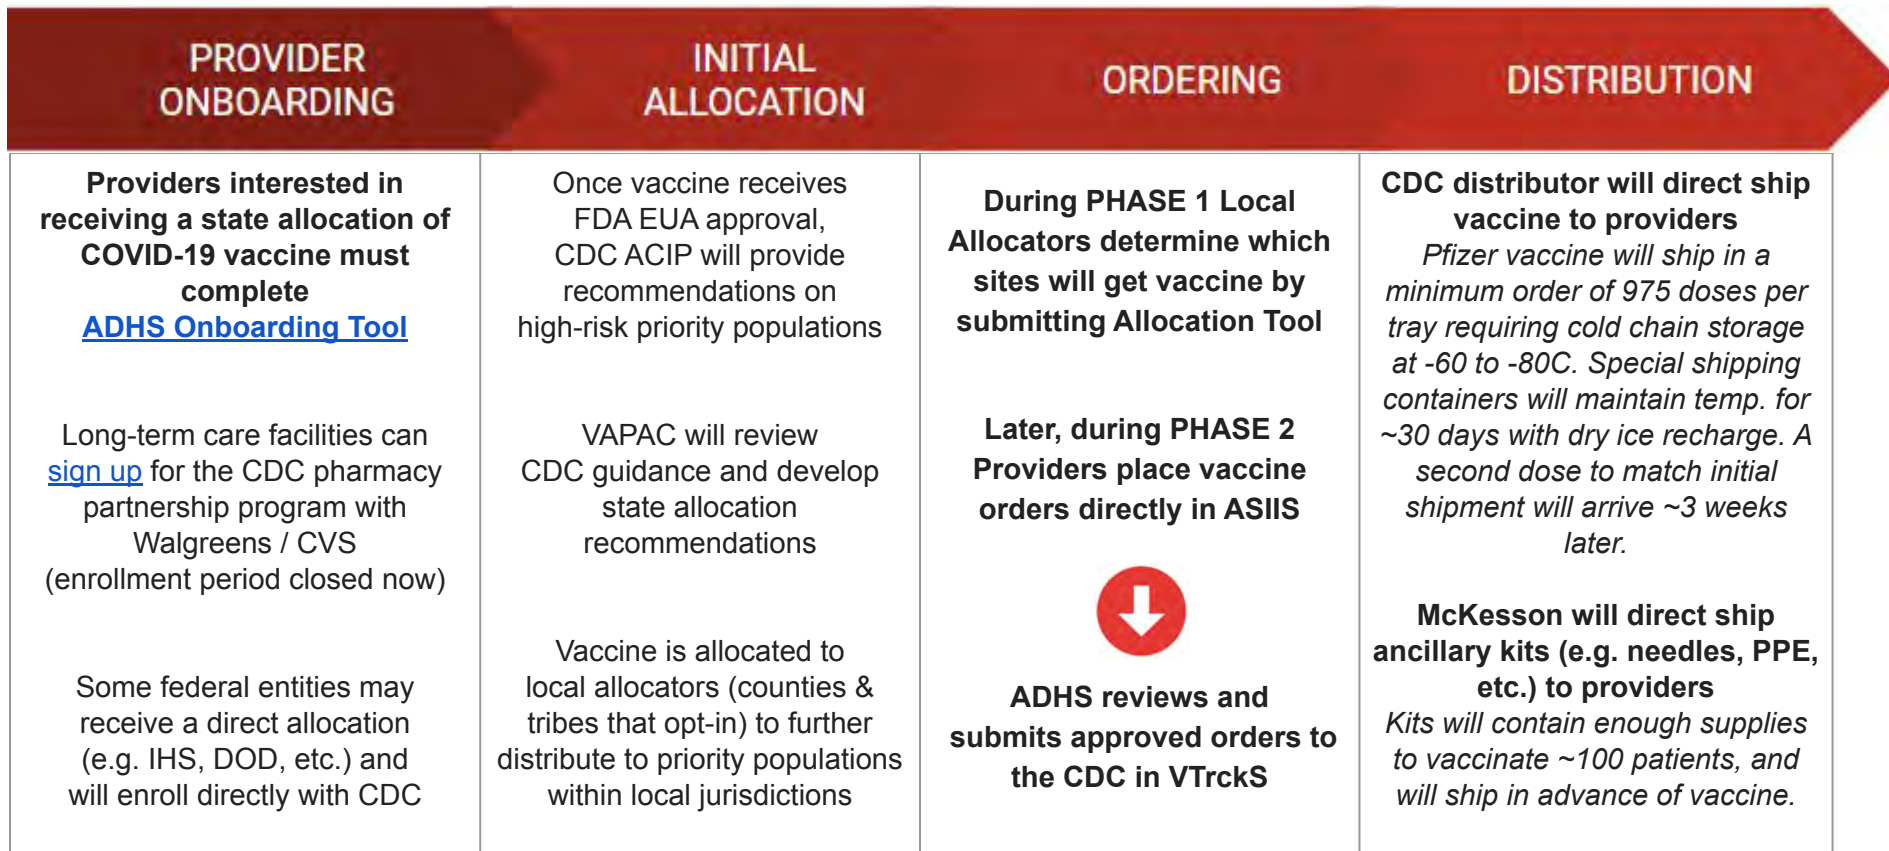 PROVIDER
ONBOARDING
INITIAL
ALLOCATION
ORDERING
DISTRIBUTION
Providers interested in
receiving a state allocation of
COVID-19 vaccine must
complete
ADHS Onboarding Tool
Long-term care facilities can
sign up for the CDC pharmacy
partnership program with
Walgreens / CVS
(enrollment period closed now)
Some federal entities may
receive a direct allocation
(e.g. IHS, DOD, etc.) and
will enroll directly with CDC
Once vaccine receives
FDA EUA approval,
CDC ACIP will provide
recommendations on
high-risk priority populations
VAPAC will review
CDC guidance and develop
state allocation
recommendations
Vaccine is allocated to
local allocators (counties &
tribes that opt-in) to further
distribute to priority populations
within local jurisdictions
During PHASE 1 Local
Allocators determine which
sites will get vaccine by
submitting Allocation Tool
Later, during PHASE 2
Providers place vaccine
orders directly in ASIIS
ADHS reviews and
submits approved orders to
the CDC in VTrckS
CDC distributor will direct ship
vaccine to providers
Pfizer vaccine will ship in a
minimum order of 975 doses per
tray requiring cold chain storage
at -60 to -80C. Special shipping
containers will maintain temp. for
~30 days with dry ice recharge. A
second dose to match initial
shipment will arrive ~3 weeks
later.
McKesson will direct ship
ancillary kits (e.g. needles, PPE,
etc.) to providers
Kits will contain enough supplies
to vaccinate ~100 patients, and
will ship in advance of vaccine.